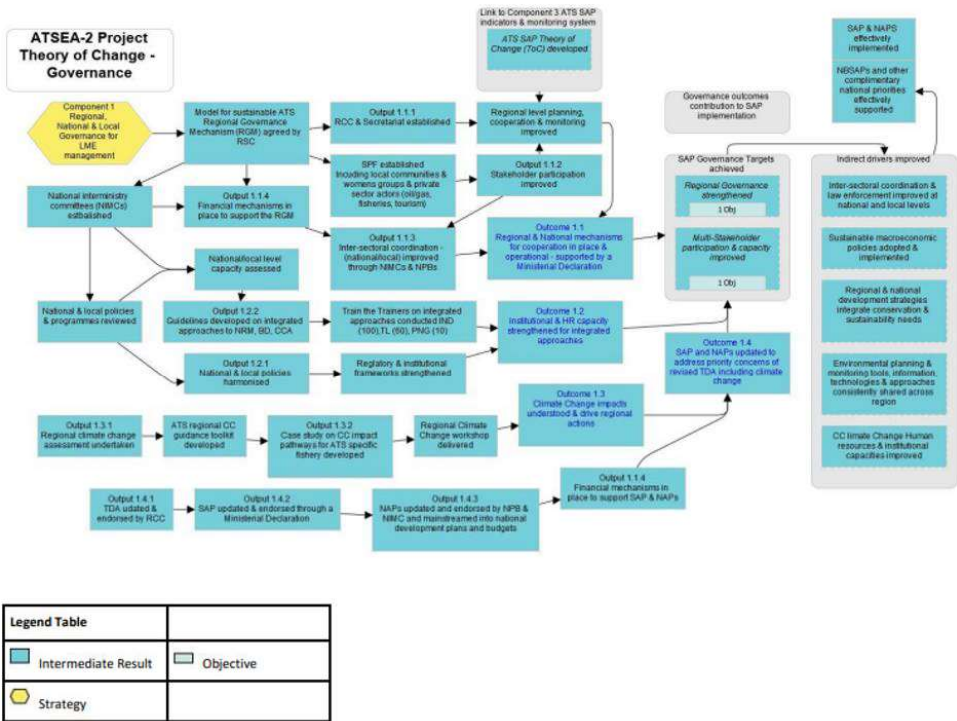 ATSEA-2 Project
Theory of Change -
Governance
Link to Component 3 ATS SAP
indicators & monitoring system
ATS SAP Theory of
Change (ToC) developed
SAP & NAPS
effectively
implemented
NBSAPs and other
complimentary
national priorities
effectively
supported
Governance outcomes
contribution to SAP
implementation
Component 1
Regional,
National & Local
Governance for
LME
management
Model for sustainable ATS
Regional Governance
Mechanism (RGM) agreed by
RSC
Output 1.1.1
RCC & Secretariat established
Regional level planning,
cooperation & monitoring
improved
SPF established
Incuding local communities &
womens groups & private
sector actors (oil/gas,
fisheries, tourism)
Output 1.1.2
Stakeholder participation
improved
National interministry
committees (NIMCs)
estbalished
Output 1.1.4
Financial mechanisms in
place to support the RGM
Output 1.1.3
Inter-sectoral coordination -
(national/local) improved
through NIMCs & NPBs
Outcome 1.1
Regional & National mechanisms
for cooperation in place &
operational - supported by a
Ministerial Declaration
SAP Governance Targets
achieved
Regional Governance
strengthened
1 Obj
Multi-Stakeholder
participation & capacity
improved
1 Obj
Indirect drivers improved
Inter-sectoral coordination &
law enforcement improved at
national and local levels
Sustainable macroeconomic
policies adopted &
implemented
Regional & national
development strategies
integrate conservation &
sustainability needs
Environmental planning &
monitoring tools, information,
technologies & approaches
consistently shared across
region
CC limate Change Human
resources & institutional
capacities improved
National/local level
capacity assessed
National & local policies
& programmes reviewed
Output 1.2.2
Guidelines developed on integrated
approaches to NRM, BD, CCA
Train the Trainers on integrated
approaches conducted IND
(100),TL (60), PNG (10)
Outcome 1.2
Institutional & HR capacity
strengthened for integrated
approaches
Output 1.2.1
National & local policies
harmonised
Reglatory & institutional
frameworks strengthened
Outcome 1.4
SAP and NAPs updated to
address priority concerns of
revised TDA including climate
change
Outcome 1.3
Climate Change impacts
understood & drive regional
actions
Output 1.3.1
Regional climate change
assessment undertaken
ATS regional CC
guidance toolkit
developed
Output 1.3.2
Case study on CC impact
pathways for ATS specific
fishery developed
Regional Climate
Change workshop
delivered
Output 1.1.4
Financial mechanisms in
place to support SAP & NAPs
Output 1.4.1
TDA udated &
endorsed by RCC
Output 1.4.2
SAP updated & endorsed through a
Ministerial Declaration
Output 1.4.3
NAPs updated and endorsed by NPB &
NIMC and mainstreamed into national
development plans and budgets
Legend Table
Intermediate Result
Objective
Strategy